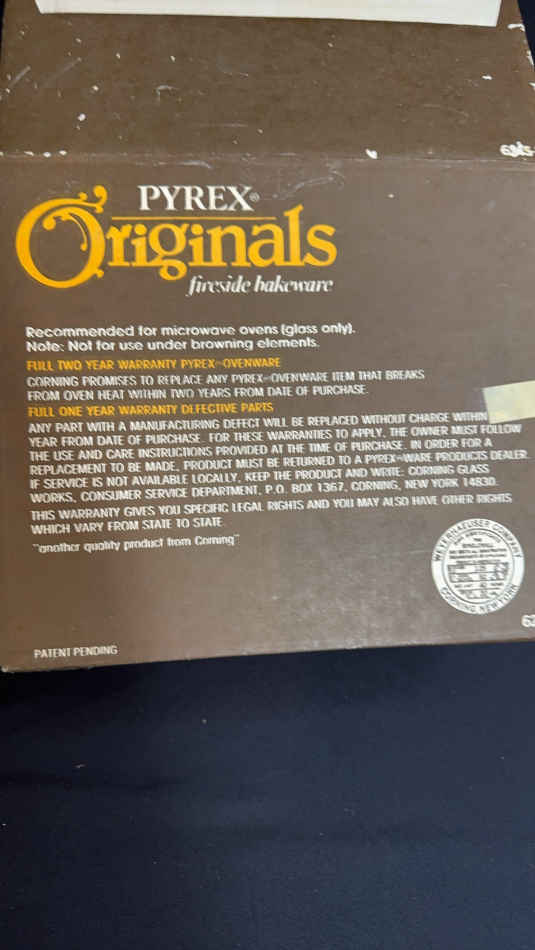 PYREX®
Originals
fireside bakeware
Recommended for microwave ovens (glass only).
Note: Not for use under browning elements.
FULL TWO YEAR WARRANTY PYREX® OVENWARE
CORNING PROMISES TO REPLACE ANY PYREX® OVENWARE ITEM THAT BREAKS
FROM OVEN HEAT WITHIN TWO YEARS FROM DATE OF PURCHASE.
FULL ONE YEAR WARRANTY DEFECTIVE PARTS
ANY PART WITH A MANUFACTURING DEFECT WILL BE REPLACED WITHOUT CHARGE WITHIN
YEAR FROM DATE OF PURCHASE. FOR THESE WARRANTIES TO APPLY, THE OWNER MUST FOLLOW
THE USE AND CARE INSTRUCTIONS PROVIDED AT THE TIME OF PURCHASE. IN ORDER FOR A
REPLACEMENT TO BE MADE, PRODUCT MUST BE RETURNED TO A PYREX® WARE PRODUCTS DEALER.
IF SERVICE IS NOT AVAILABLE LOCALLY, KEEP THE PRODUCT AND WRITE: CORNING GLASS
WORKS, CONSUMER SERVICE DEPARTMENT, P.O. BOX 1367, CORNING, NEW YORK 14830.
THIS WARRANTY GIVES YOU SPECIFIC LEGAL RIGHTS AND YOU MAY ALSO HAVE OTHER RIGHTS
WHICH VARY FROM STATE TO STATE.
"another quality product from Corning"
WEYERHAEUSER COMPANY
CORNING, NEW YORK
PATENT PENDING